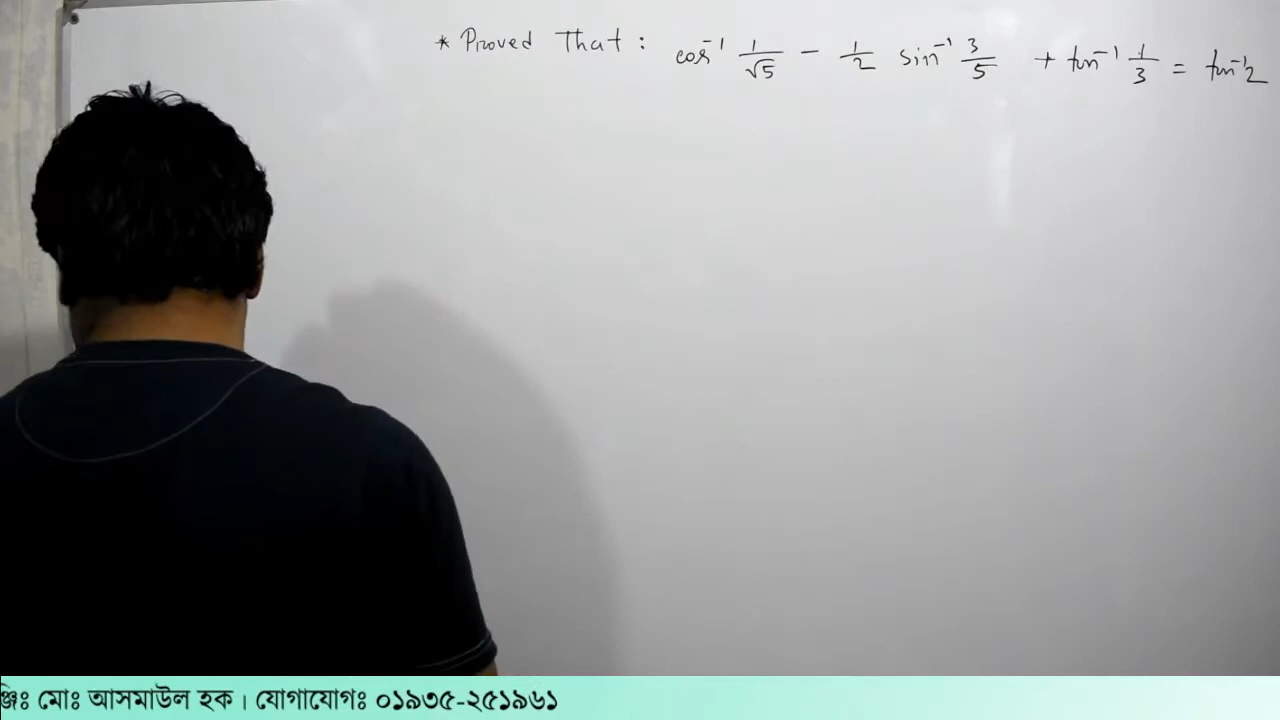 * Proved That : cos⁻¹ 1/√5 − 1/2 sin⁻¹ 3/5 + tan⁻¹ 1/3 = tan⁻¹2
ঞ্জিঃ মোঃ আসমাউল হক। যোগাযোগঃ ০১৯৩৫-২৫১৯৬১